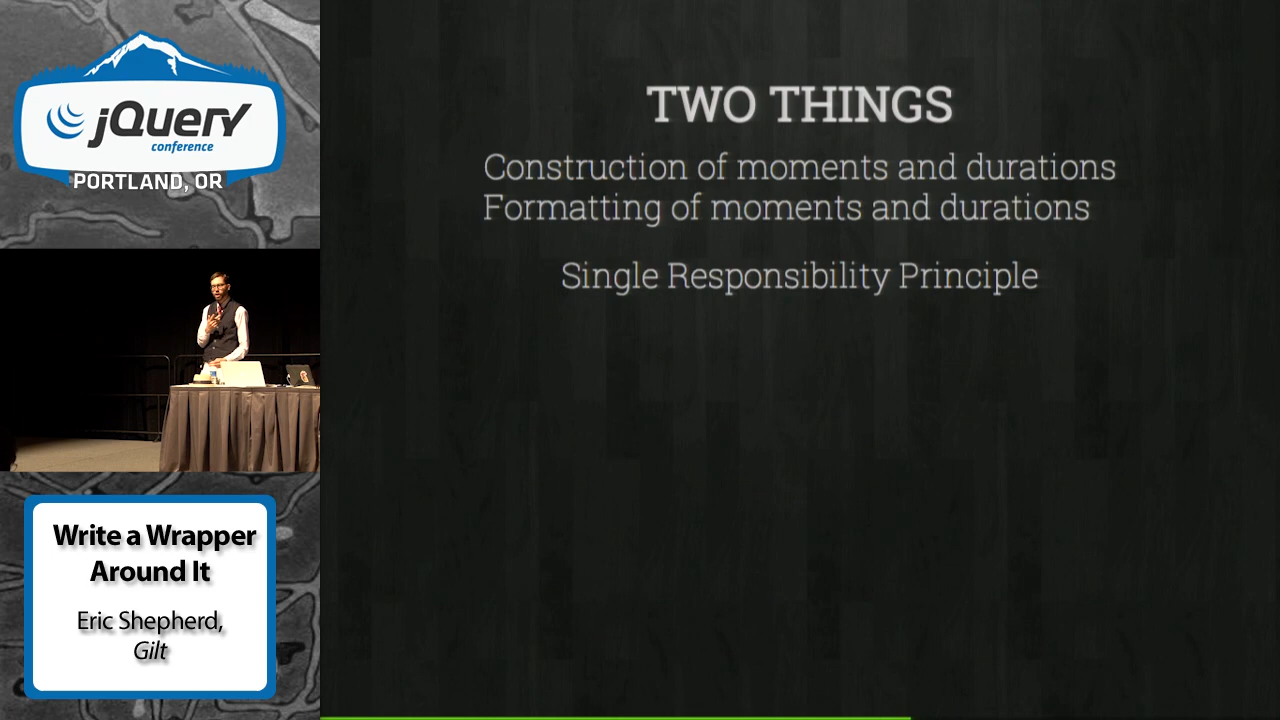 jQuery
conference
PORTLAND, OR
TWO THINGS
Construction of moments and durations
Formatting of moments and durations
Single Responsibility Principle
Write a Wrapper
Around It
Eric Shepherd,
Gilt